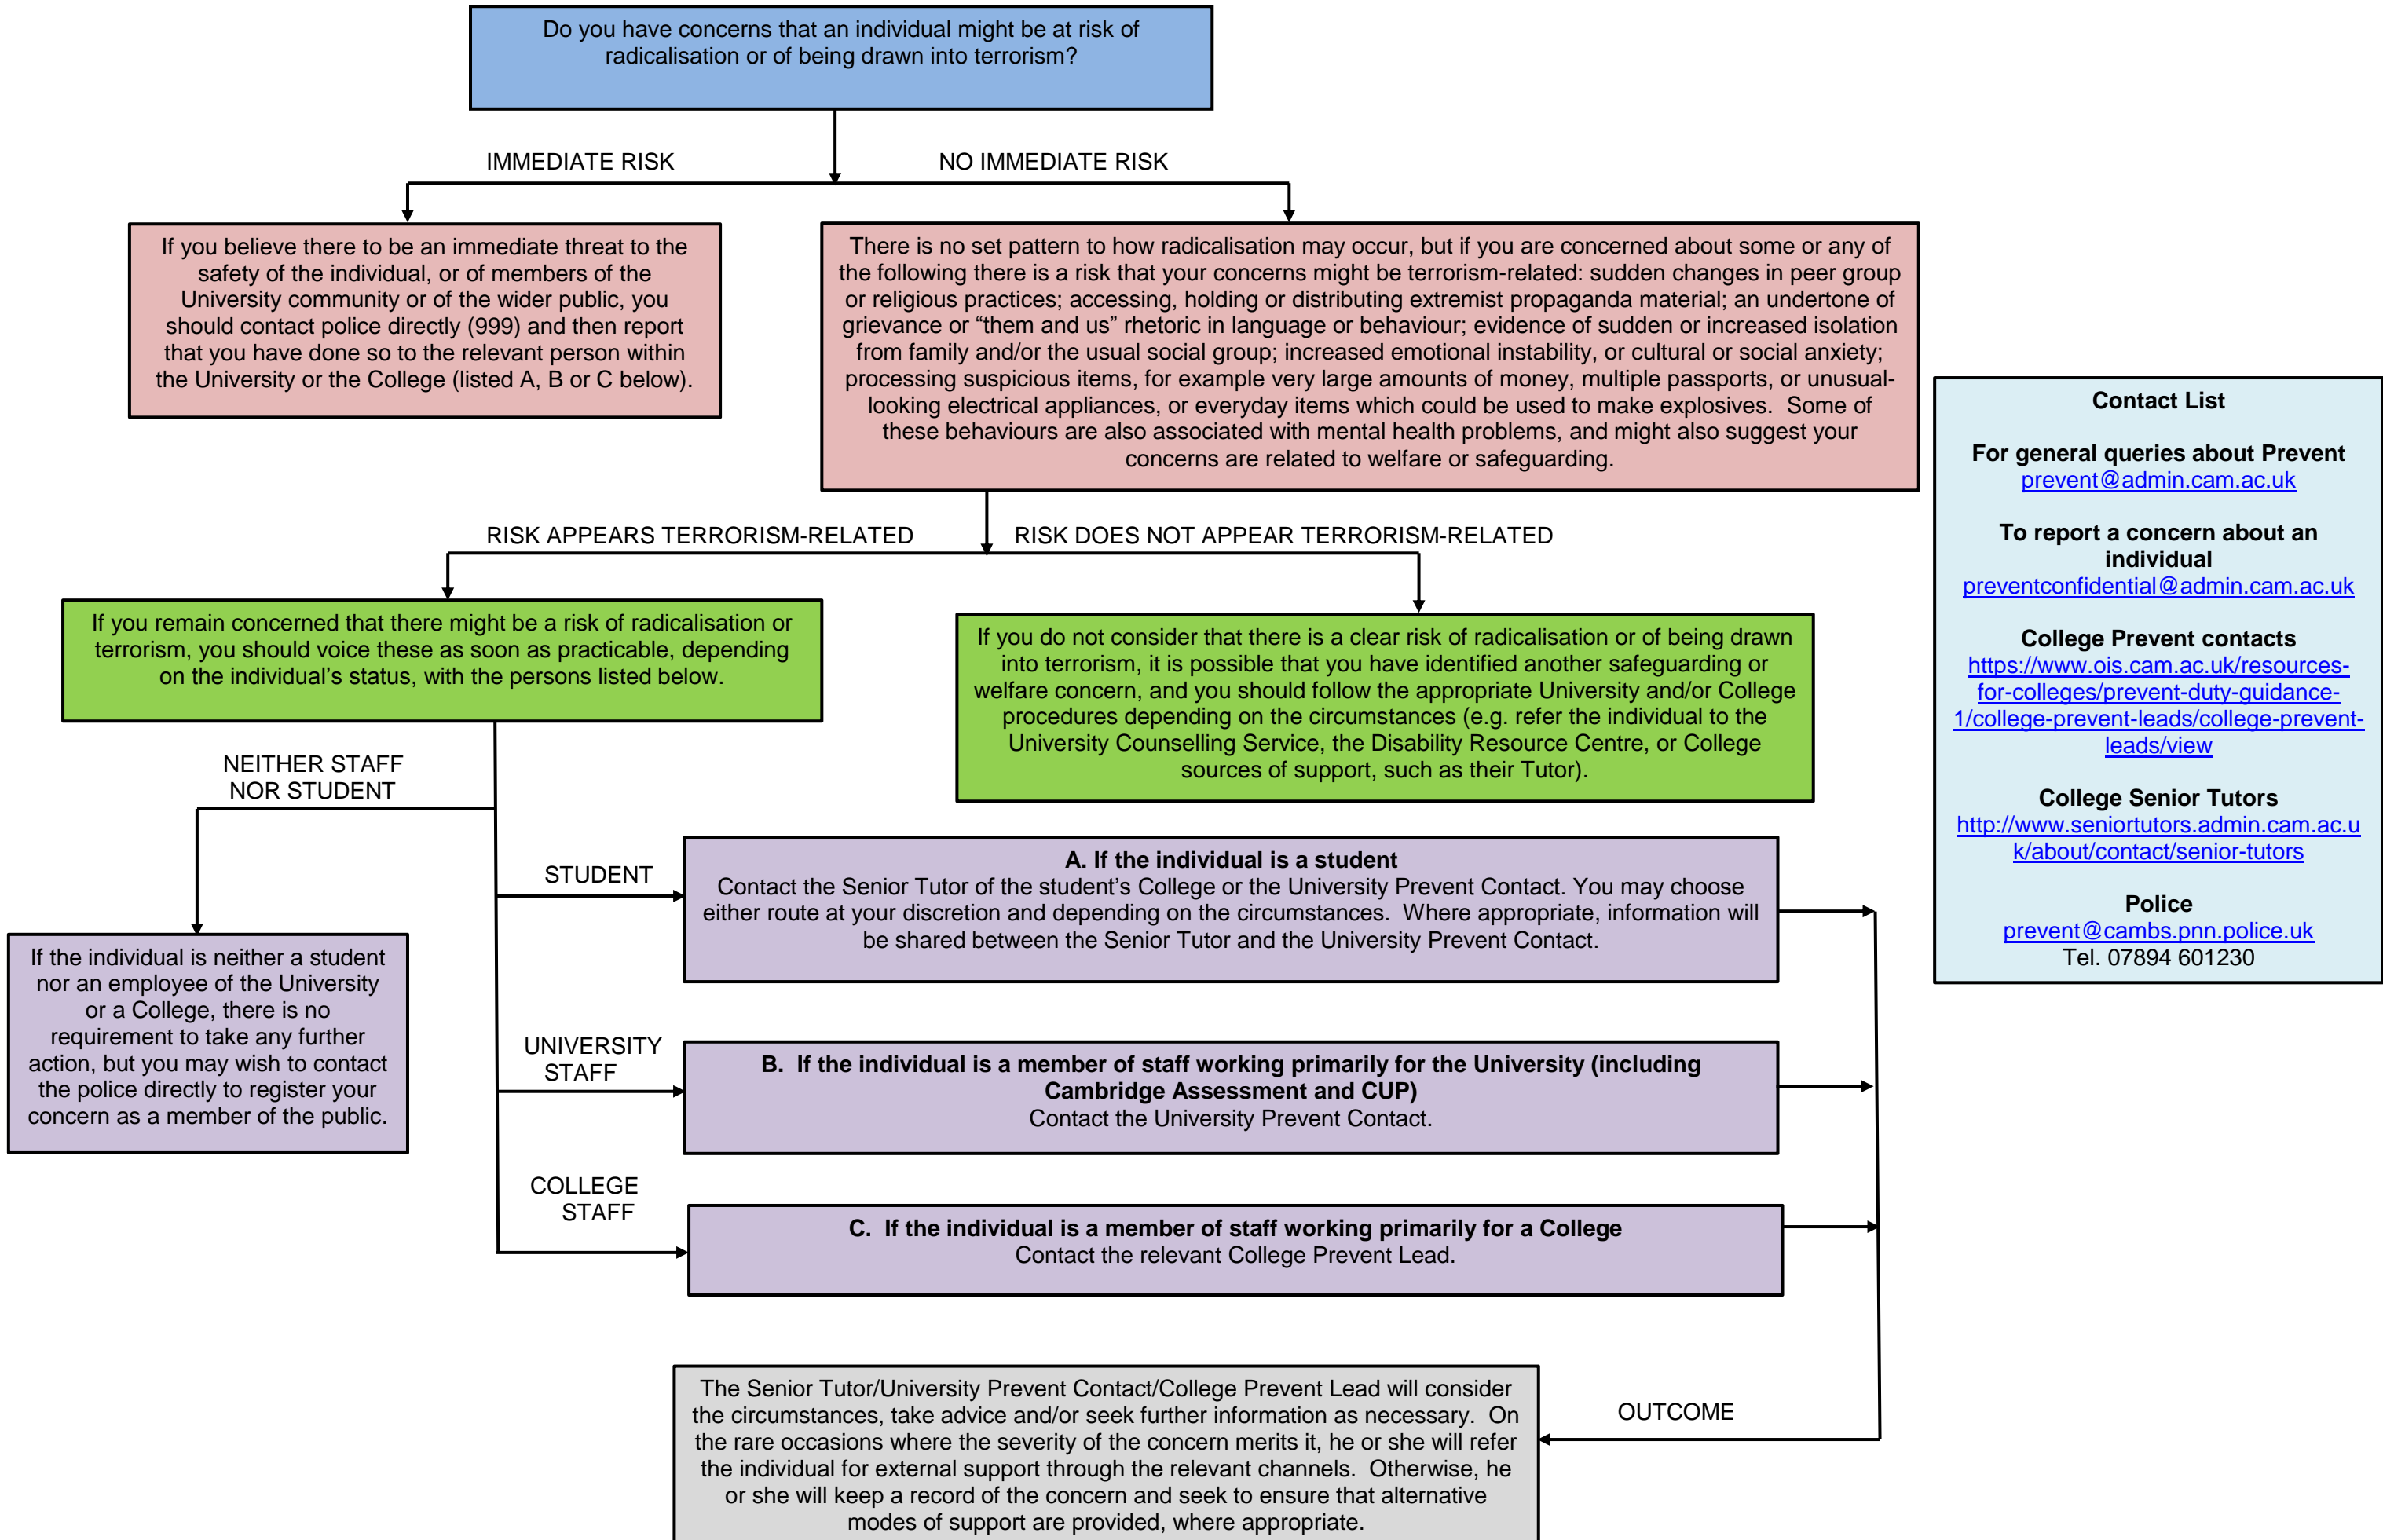 Do you have concerns that an individual might be at risk of
radicalisation or of being drawn into terrorism?
IMMEDIATE RISK
NO IMMEDIATE RISK
If you believe there to be an immediate threat to the
safety of the individual, or of members of the
University community or of the wider public, you
should contact police directly (999) and then report
that you have done so to the relevant person within
the University or the College (listed A, B or C below).
There is no set pattern to how radicalisation may occur, but if you are concerned about some or any of
the following there is a risk that your concerns might be terrorism-related: sudden changes in peer group
or religious practices; accessing, holding or distributing extremist propaganda material; an undertone of
grievance or “them and us” rhetoric in language or behaviour; evidence of sudden or increased isolation
from family and/or the usual social group; increased emotional instability, or cultural or social anxiety;
processing suspicious items, for example very large amounts of money, multiple passports, or unusual-
looking electrical appliances, or everyday items which could be used to make explosives. Some of
these behaviours are also associated with mental health problems, and might also suggest your
concerns are related to welfare or safeguarding.
RISK APPEARS TERRORISM-RELATED
RISK DOES NOT APPEAR TERRORISM-RELATED
If you remain concerned that there might be a risk of radicalisation or
terrorism, you should voice these as soon as practicable, depending
on the individual’s status, with the persons listed below.
If you do not consider that there is a clear risk of radicalisation or of being drawn
into terrorism, it is possible that you have identified another safeguarding or
welfare concern, and you should follow the appropriate University and/or College
procedures depending on the circumstances (e.g. refer the individual to the
University Counselling Service, the Disability Resource Centre, or College
sources of support, such as their Tutor).
NEITHER STAFF
NOR STUDENT
If the individual is neither a student
nor an employee of the University
or a College, there is no
requirement to take any further
action, but you may wish to contact
the police directly to register your
concern as a member of the public.
STUDENT
A. If the individual is a student
Contact the Senior Tutor of the student’s College or the University Prevent Contact. You may choose
either route at your discretion and depending on the circumstances. Where appropriate, information will
be shared between the Senior Tutor and the University Prevent Contact.
UNIVERSITY
STAFF
B. If the individual is a member of staff working primarily for the University (including
Cambridge Assessment and CUP)
Contact the University Prevent Contact.
COLLEGE
STAFF
C. If the individual is a member of staff working primarily for a College
Contact the relevant College Prevent Lead.
OUTCOME
The Senior Tutor/University Prevent Contact/College Prevent Lead will consider
the circumstances, take advice and/or seek further information as necessary. On
the rare occasions where the severity of the concern merits it, he or she will refer
the individual for external support through the relevant channels. Otherwise, he
or she will keep a record of the concern and seek to ensure that alternative
modes of support are provided, where appropriate.
Contact List
For general queries about Prevent
prevent@admin.cam.ac.uk
To report a concern about an
individual
preventconfidential@admin.cam.ac.uk
College Prevent contacts
https://www.ois.cam.ac.uk/resources-
for-colleges/prevent-duty-guidance-
1/college-prevent-leads/college-prevent-
leads/view
College Senior Tutors
http://www.seniortutors.admin.cam.ac.u
k/about/contact/senior-tutors
Police
prevent@cambs.pnn.police.uk
Tel. 07894 601230